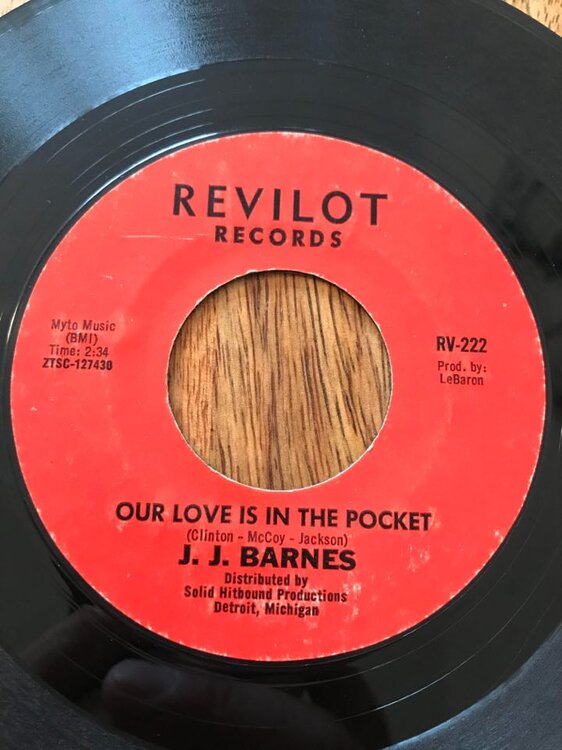 REVILOT
RECORDS
Myto Music
(BMI)
Time: 2:34
ZTSC-127430
RV-222
Prod. by:
LeBaron
OUR LOVE IS IN THE POCKET
(Clinton - McCoy - Jackson)
J. J. BARNES
Distributed by
Solid Hitbound Productions
Detroit, Michigan